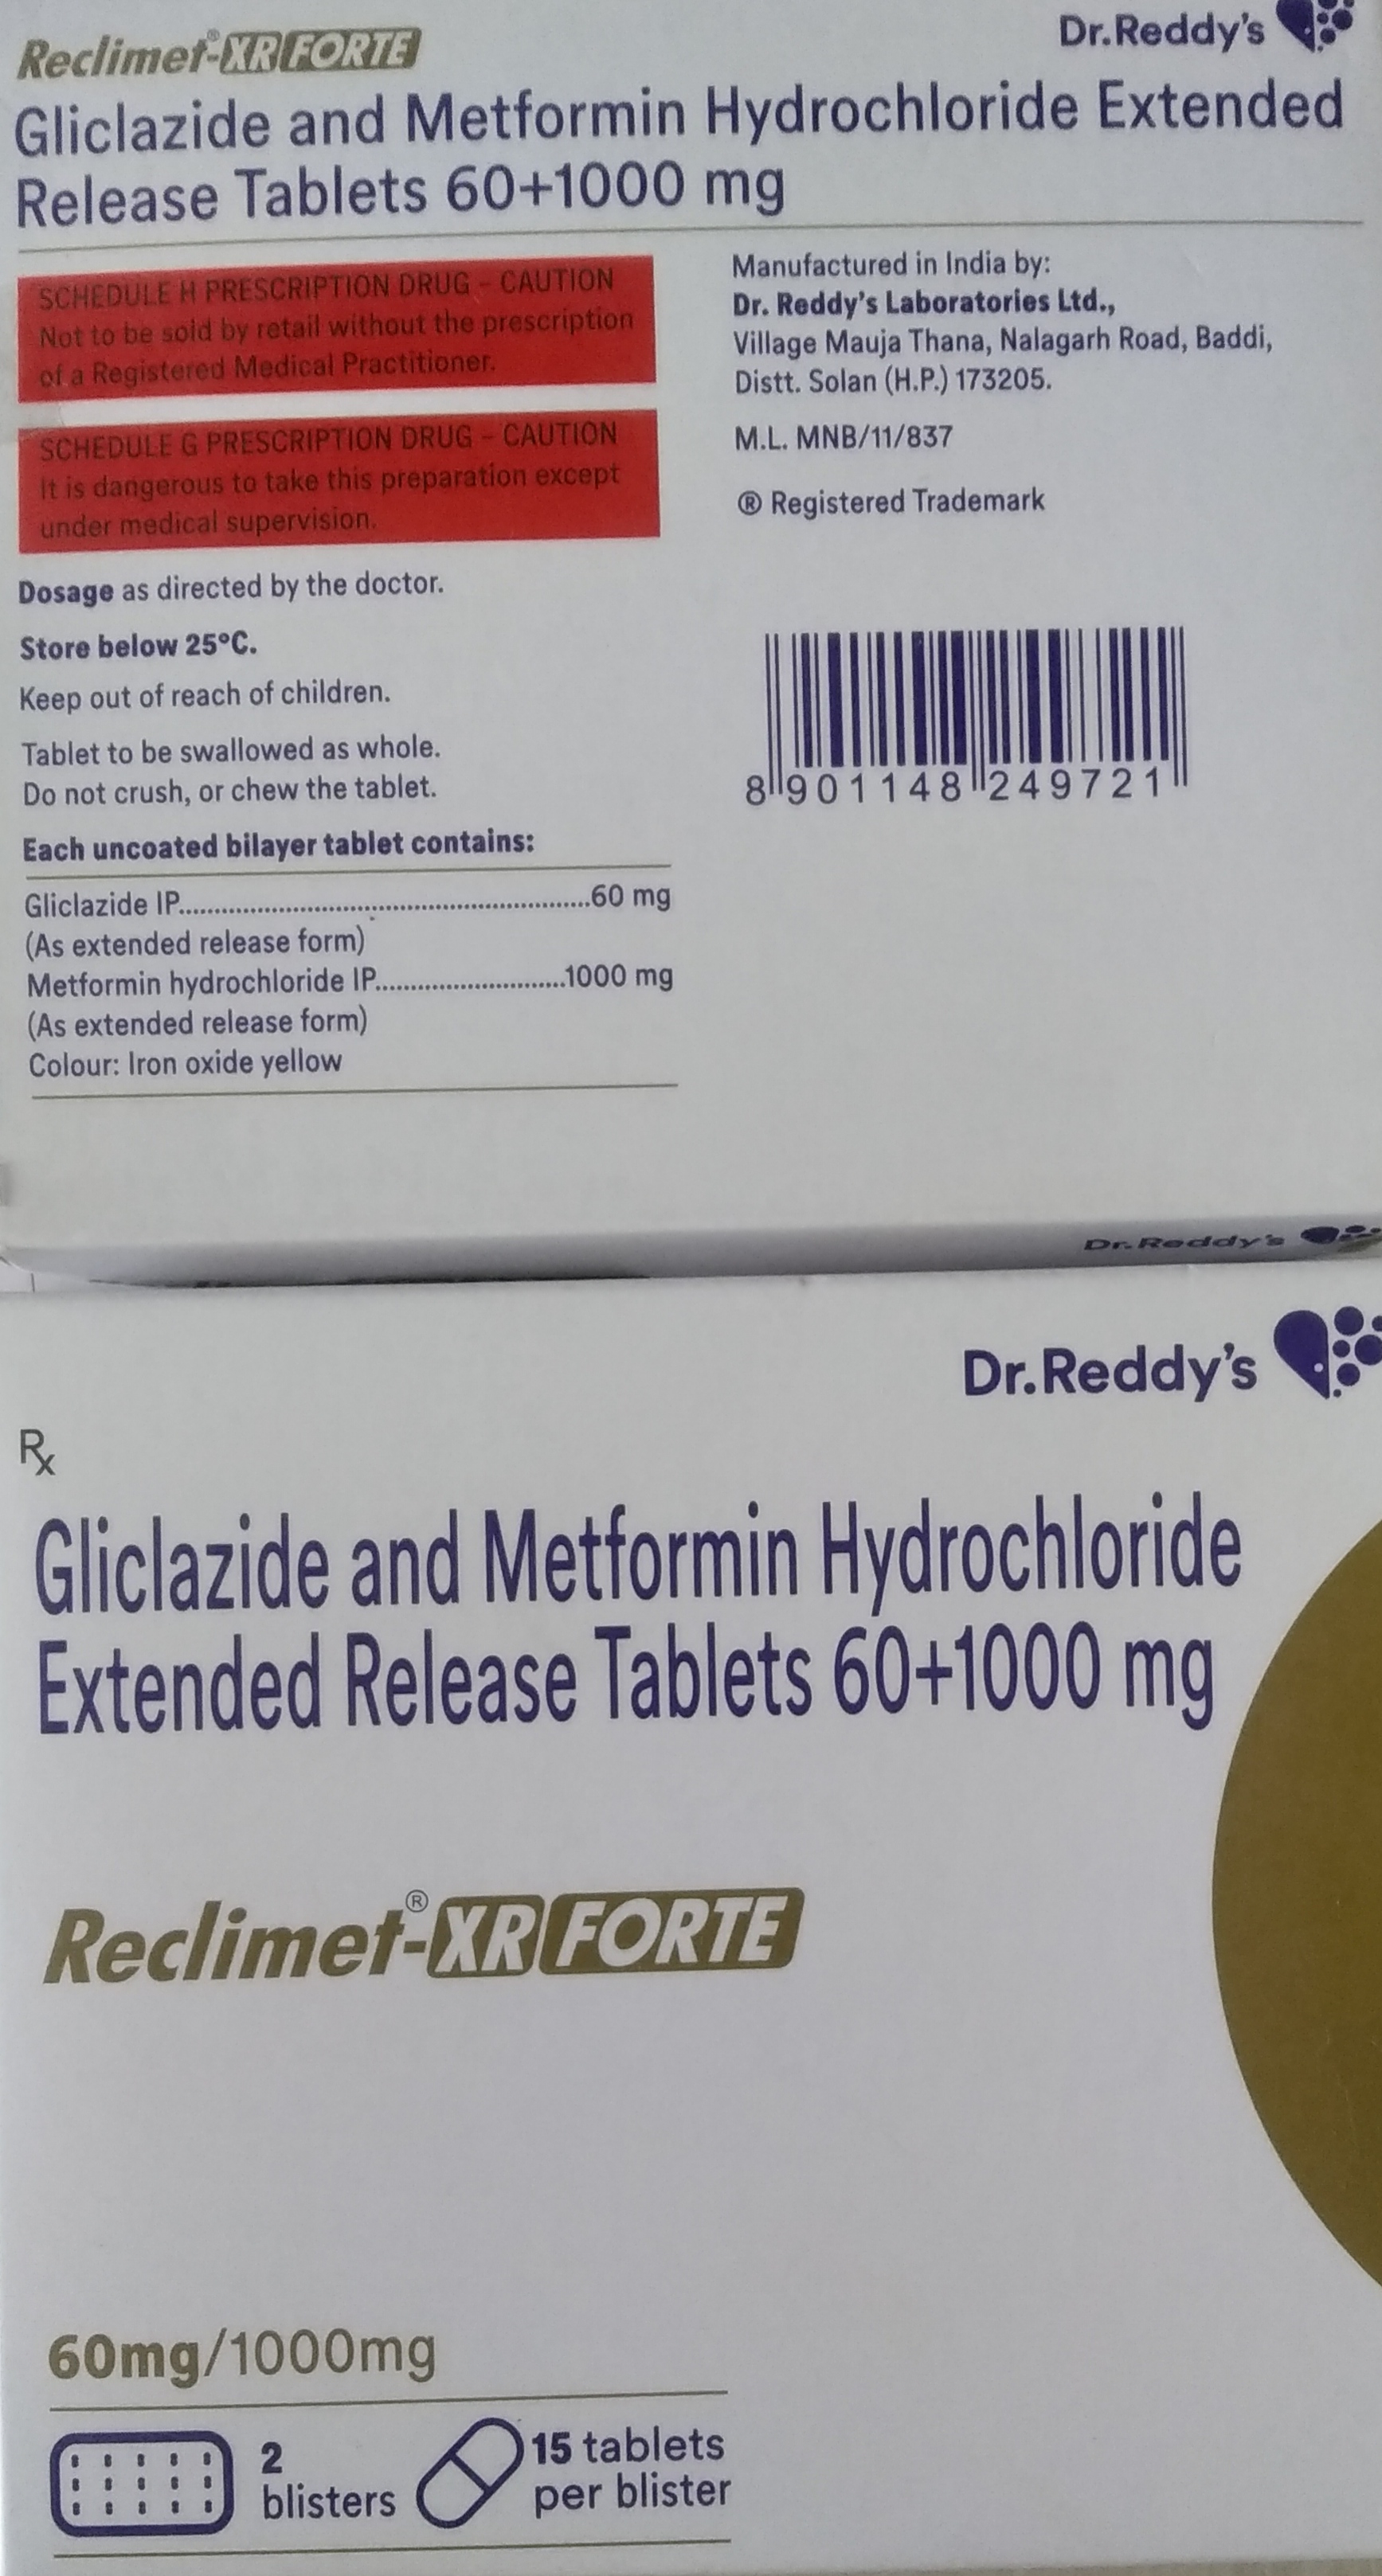 Reclimet®-XR FORTE
Dr.Reddy's
Gliclazide and Metformin Hydrochloride Extended
Release Tablets 60+1000 mg
SCHEDULE H PRESCRIPTION DRUG - CAUTION
Not to be sold by retail without the prescription
of a Registered Medical Practitioner.
SCHEDULE G PRESCRIPTION DRUG - CAUTION
It is dangerous to take this preparation except
under medical supervision.
Dosage as directed by the doctor.
Store below 25°C.
Keep out of reach of children.
Tablet to be swallowed as whole.
Do not crush, or chew the tablet.
Each uncoated bilayer tablet contains:
Gliclazide IP..........................................................60 mg
(As extended release form)
Metformin hydrochloride IP...........................1000 mg
(As extended release form)
Colour: Iron oxide yellow
Manufactured in India by:
Dr. Reddy's Laboratories Ltd.,
Village Mauja Thana, Nalagarh Road, Baddi,
Distt. Solan (H.P.) 173205.
M.L. MNB/11/837
® Registered Trademark
8 901148 249721
Dr.Reddy's
Dr.Reddy's
Rx
Gliclazide and Metformin Hydrochloride
Extended Release Tablets 60+1000 mg
Reclimet®-XR FORTE
60mg/1000mg
2
blisters
15 tablets
per blister